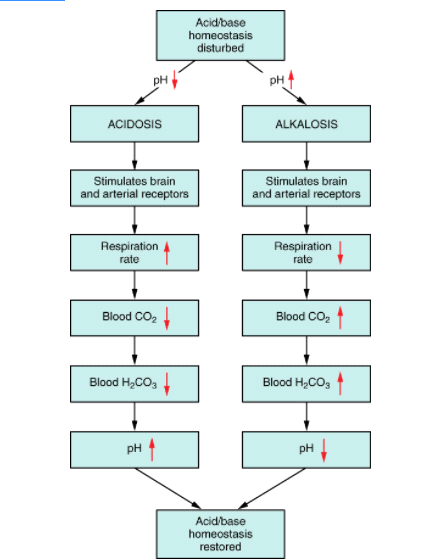 Acid/base
homeostasis
disturbed
pH
pH
ACIDOSIS
ALKALOSIS
Stimulates brain
and arterial receptors
Stimulates brain
and arterial receptors
Respiration
rate
Respiration
rate
Blood CO₂
Blood CO₂
Blood H₂CO₃
Blood H₂CO₃
pH
pH
Acid/base
homeostasis
restored